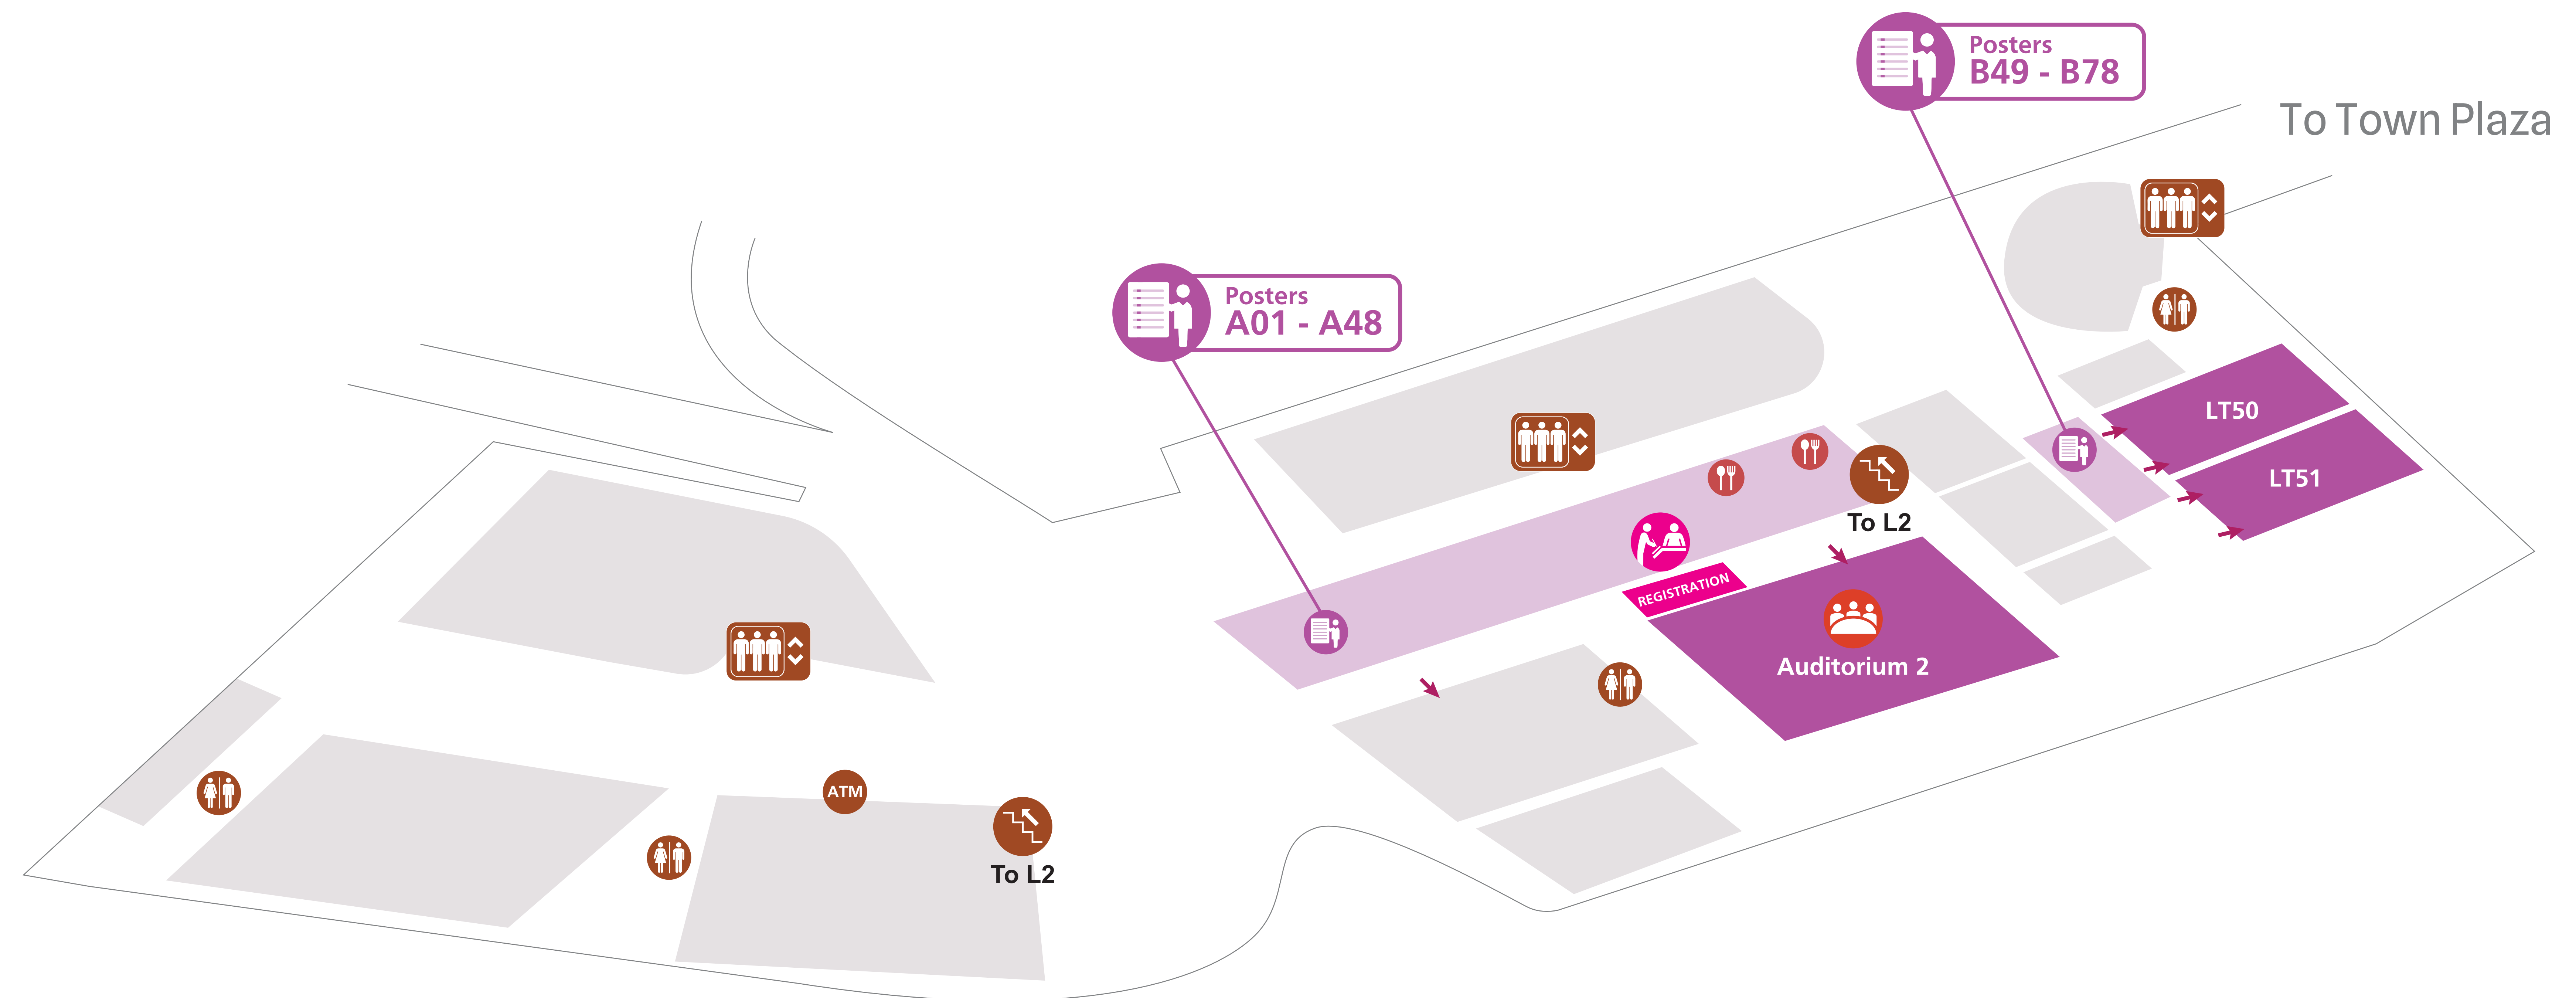 Posters
B49 - B78
To Town Plaza
Posters
A01 - A48
LT50
LT51
To L2
REGISTRATION
Auditorium 2
ATM
To L2